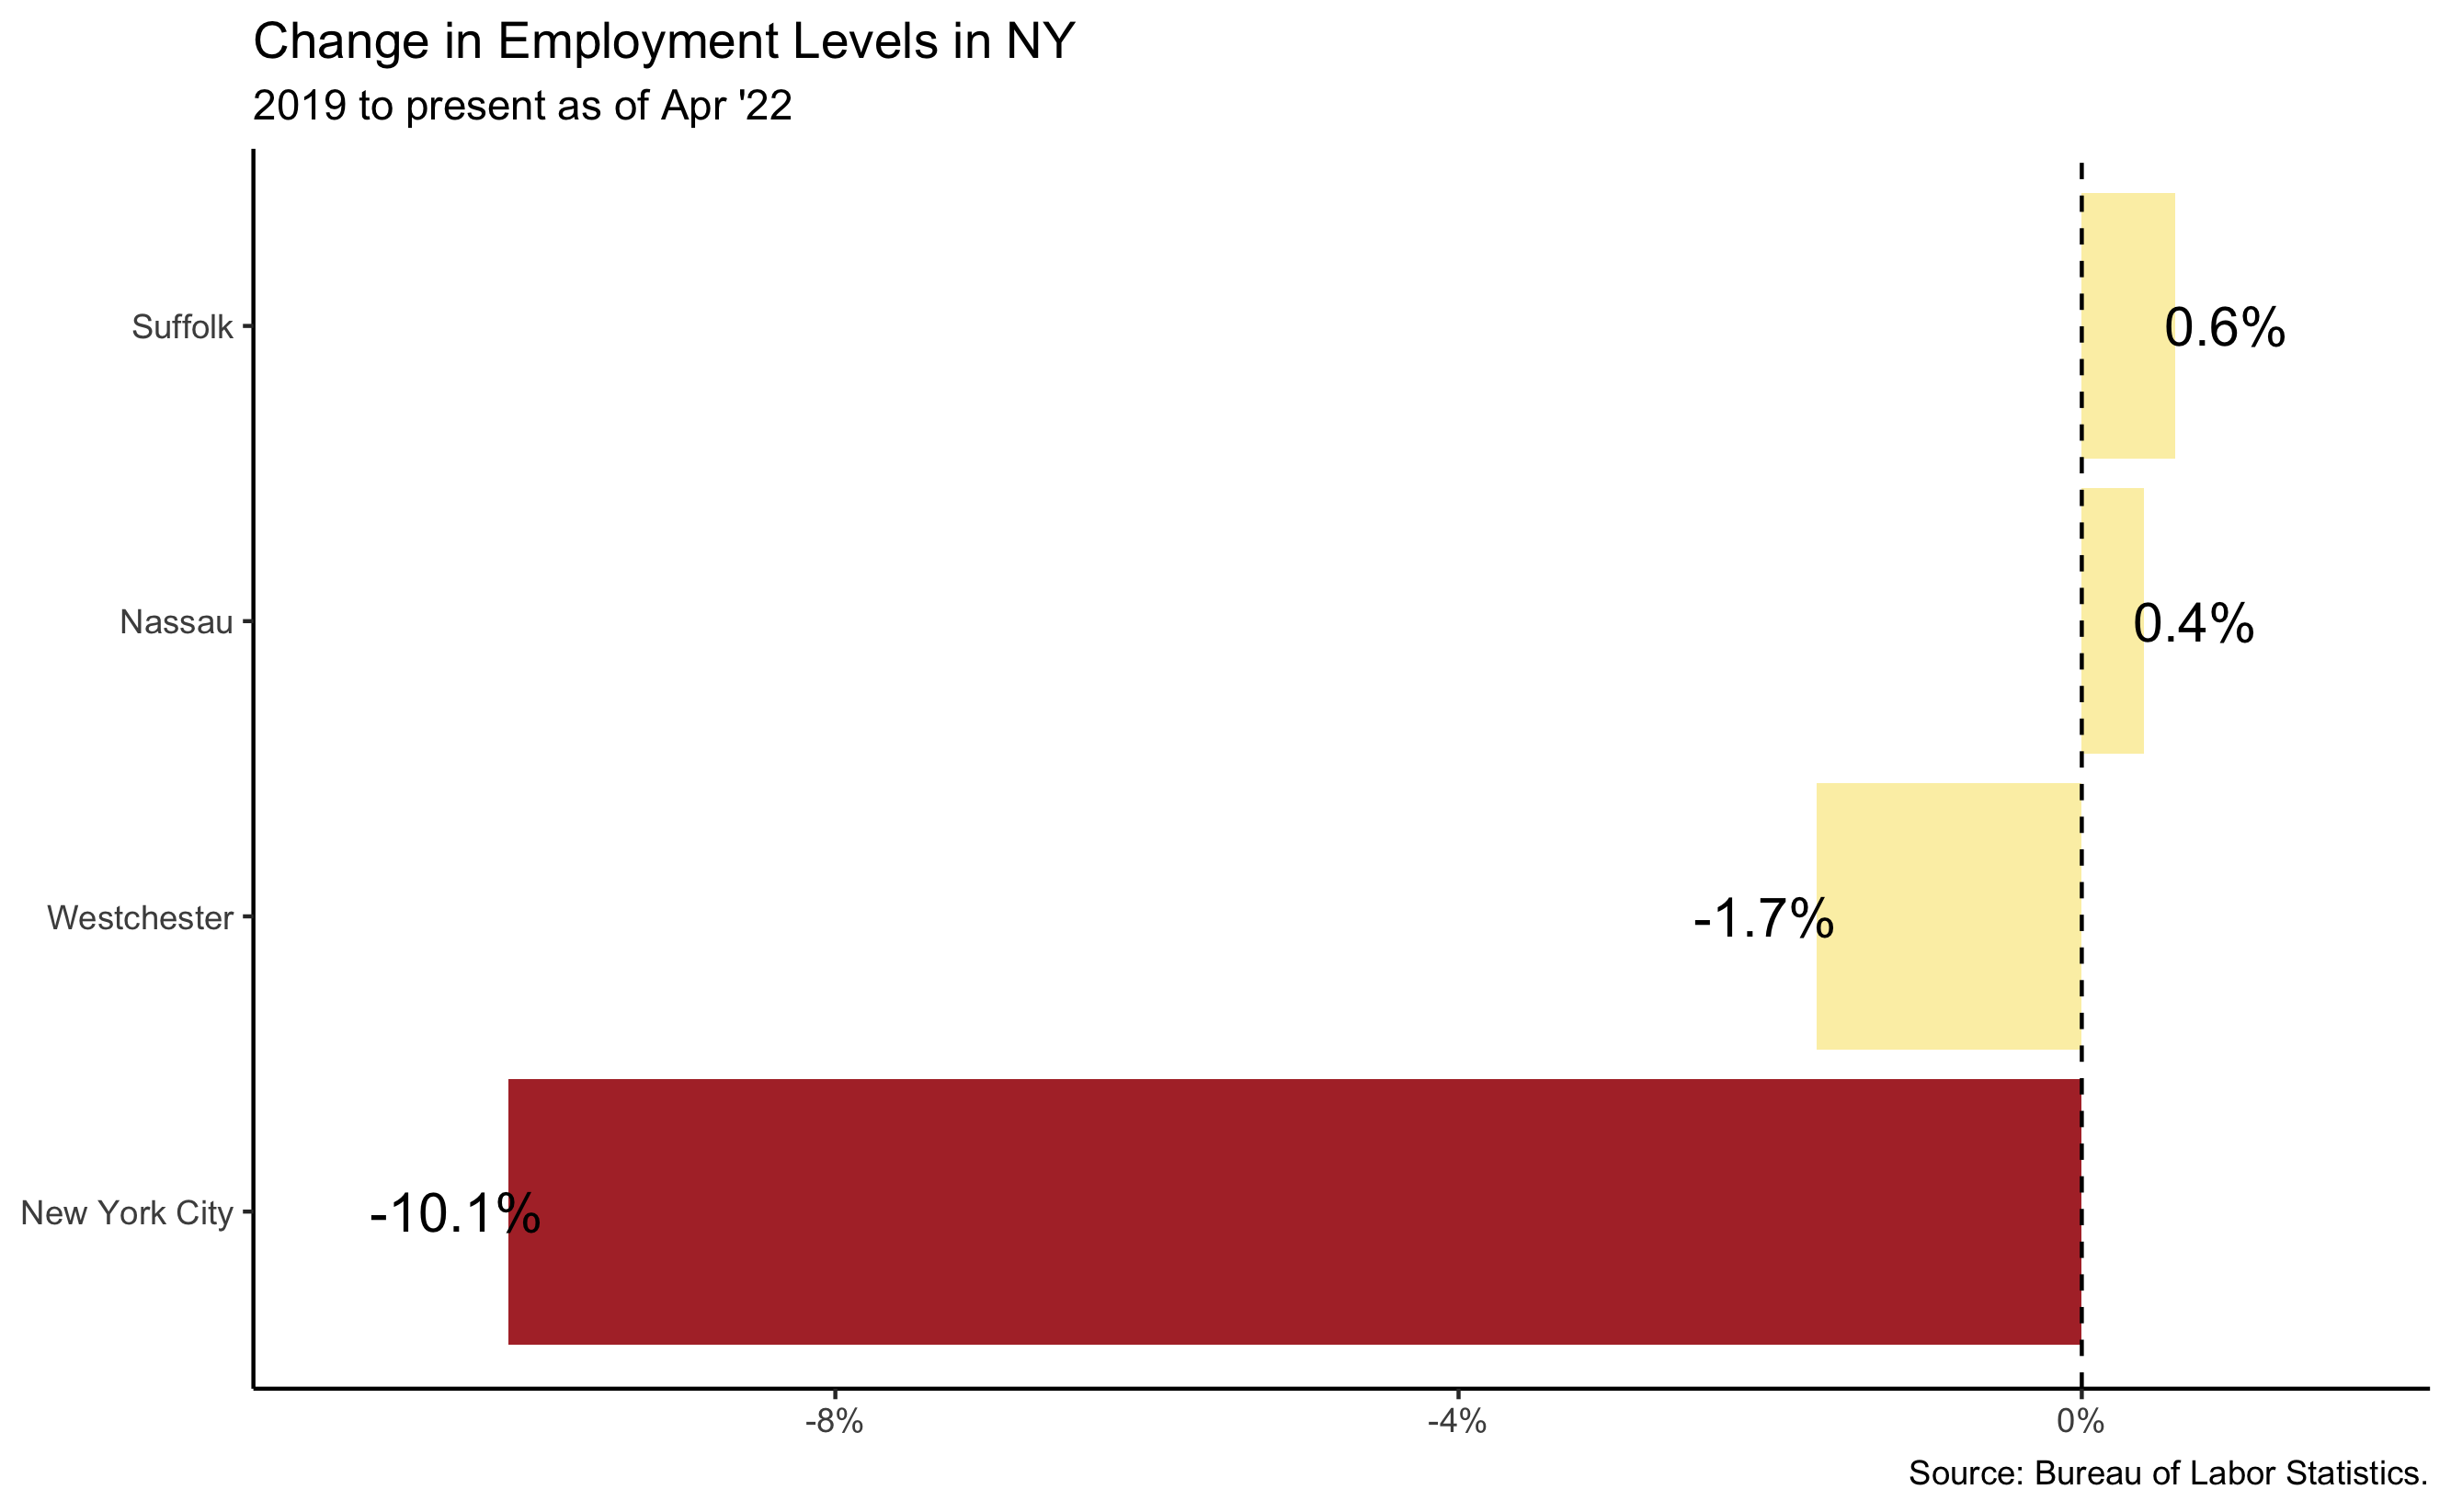 Change in Employment Levels in NY
2019 to present as of Apr '22
Suffolk
0.6%
Nassau
0.4%
Westchester
-1.7%
New York City
-10.1%
-8%
-4%
0%
Source: Bureau of Labor Statistics.